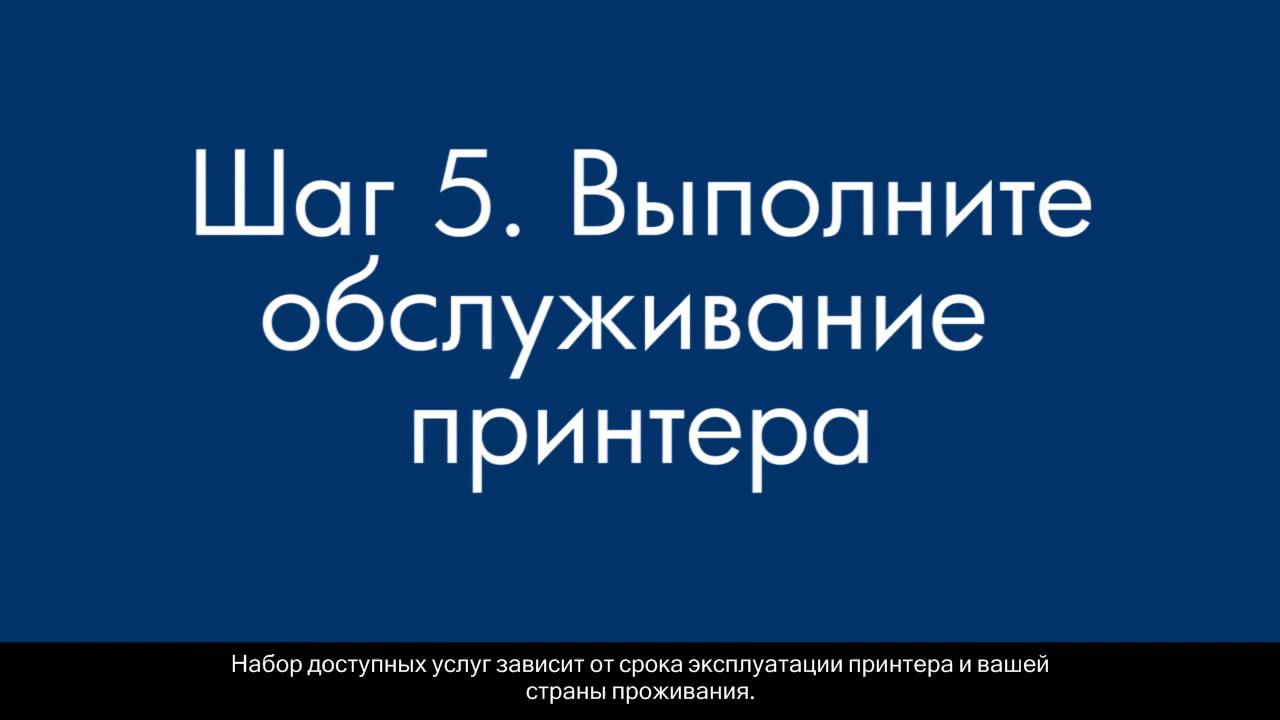 Шаг 5. Выполните
обслуживание
принтера
Набор доступных услуг зависит от срока эксплуатации принтера и вашей
страны проживания.